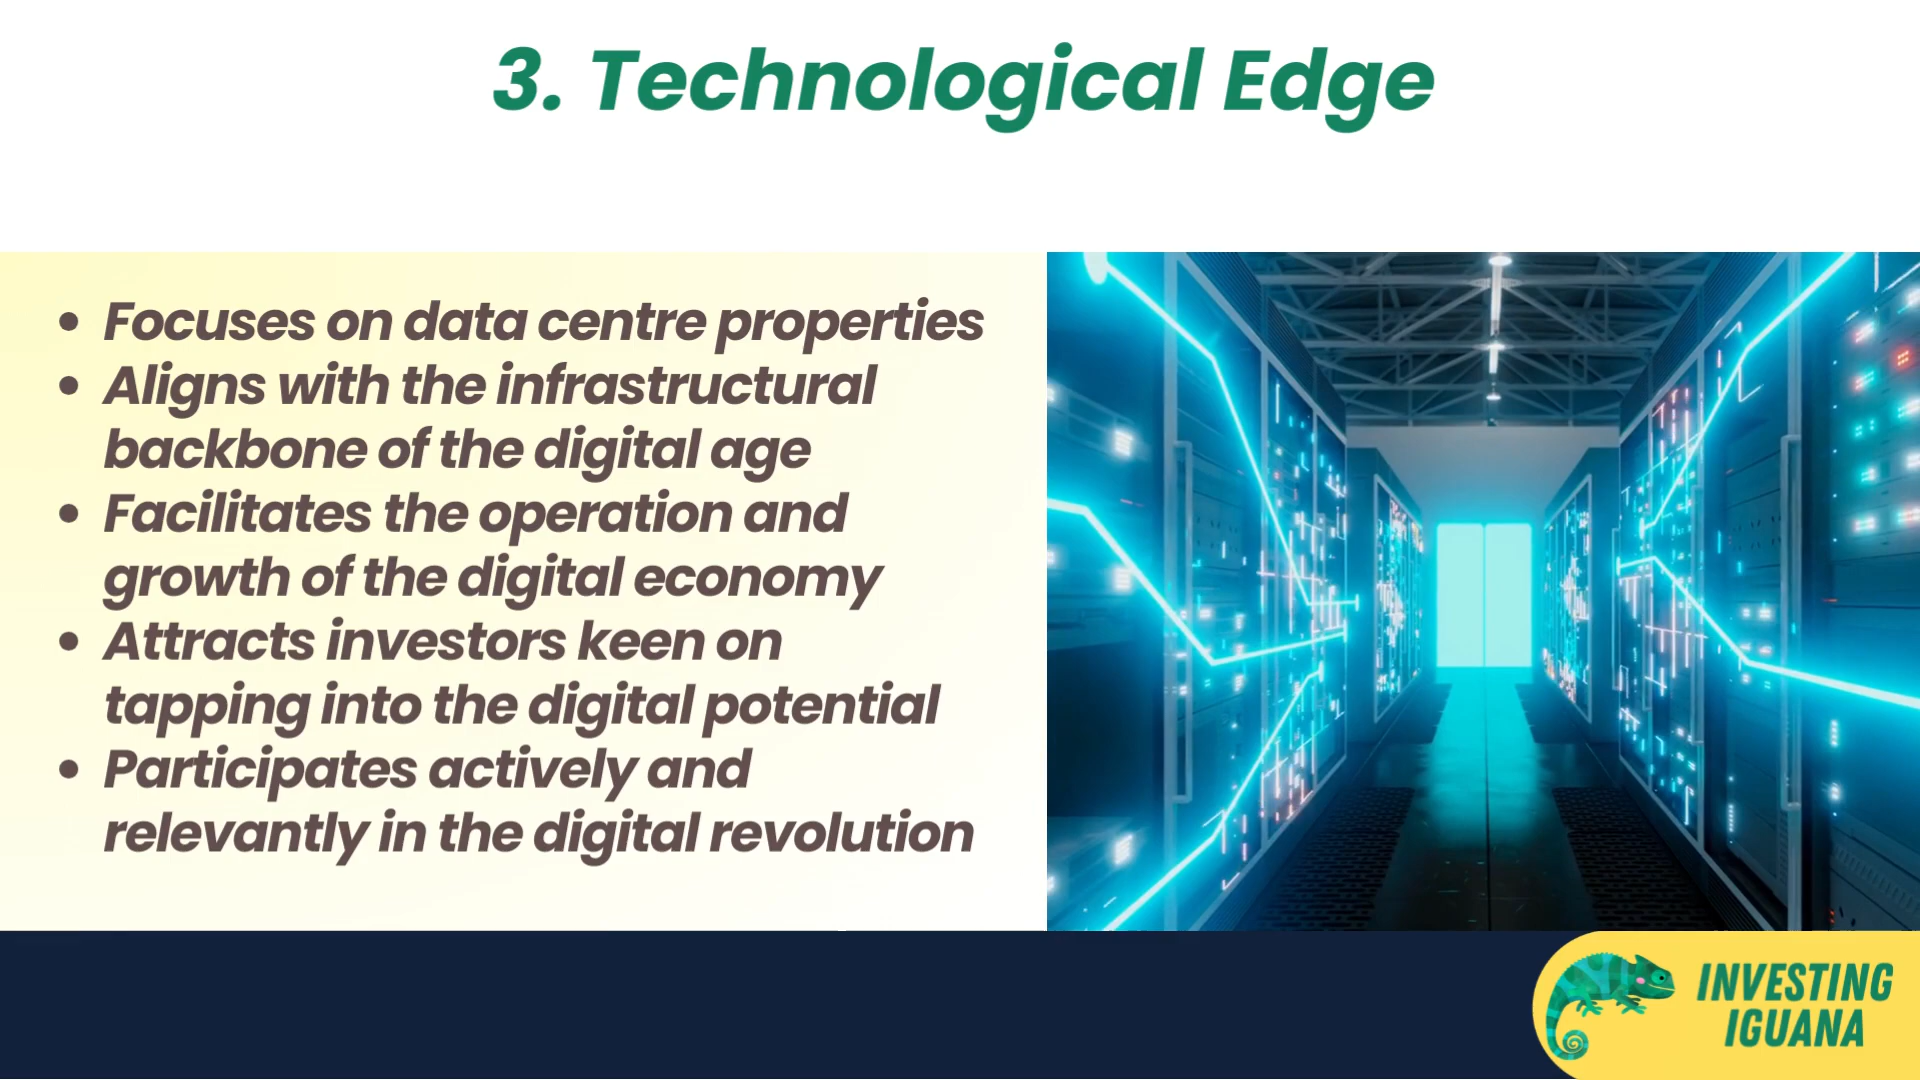 3. Technological Edge
• Focuses on data centre properties
• Aligns with the infrastructural
backbone of the digital age
• Facilitates the operation and
growth of the digital economy
• Attracts investors keen on
tapping into the digital potential
• Participates actively and
relevantly in the digital revolution
INVESTING
IGUANA